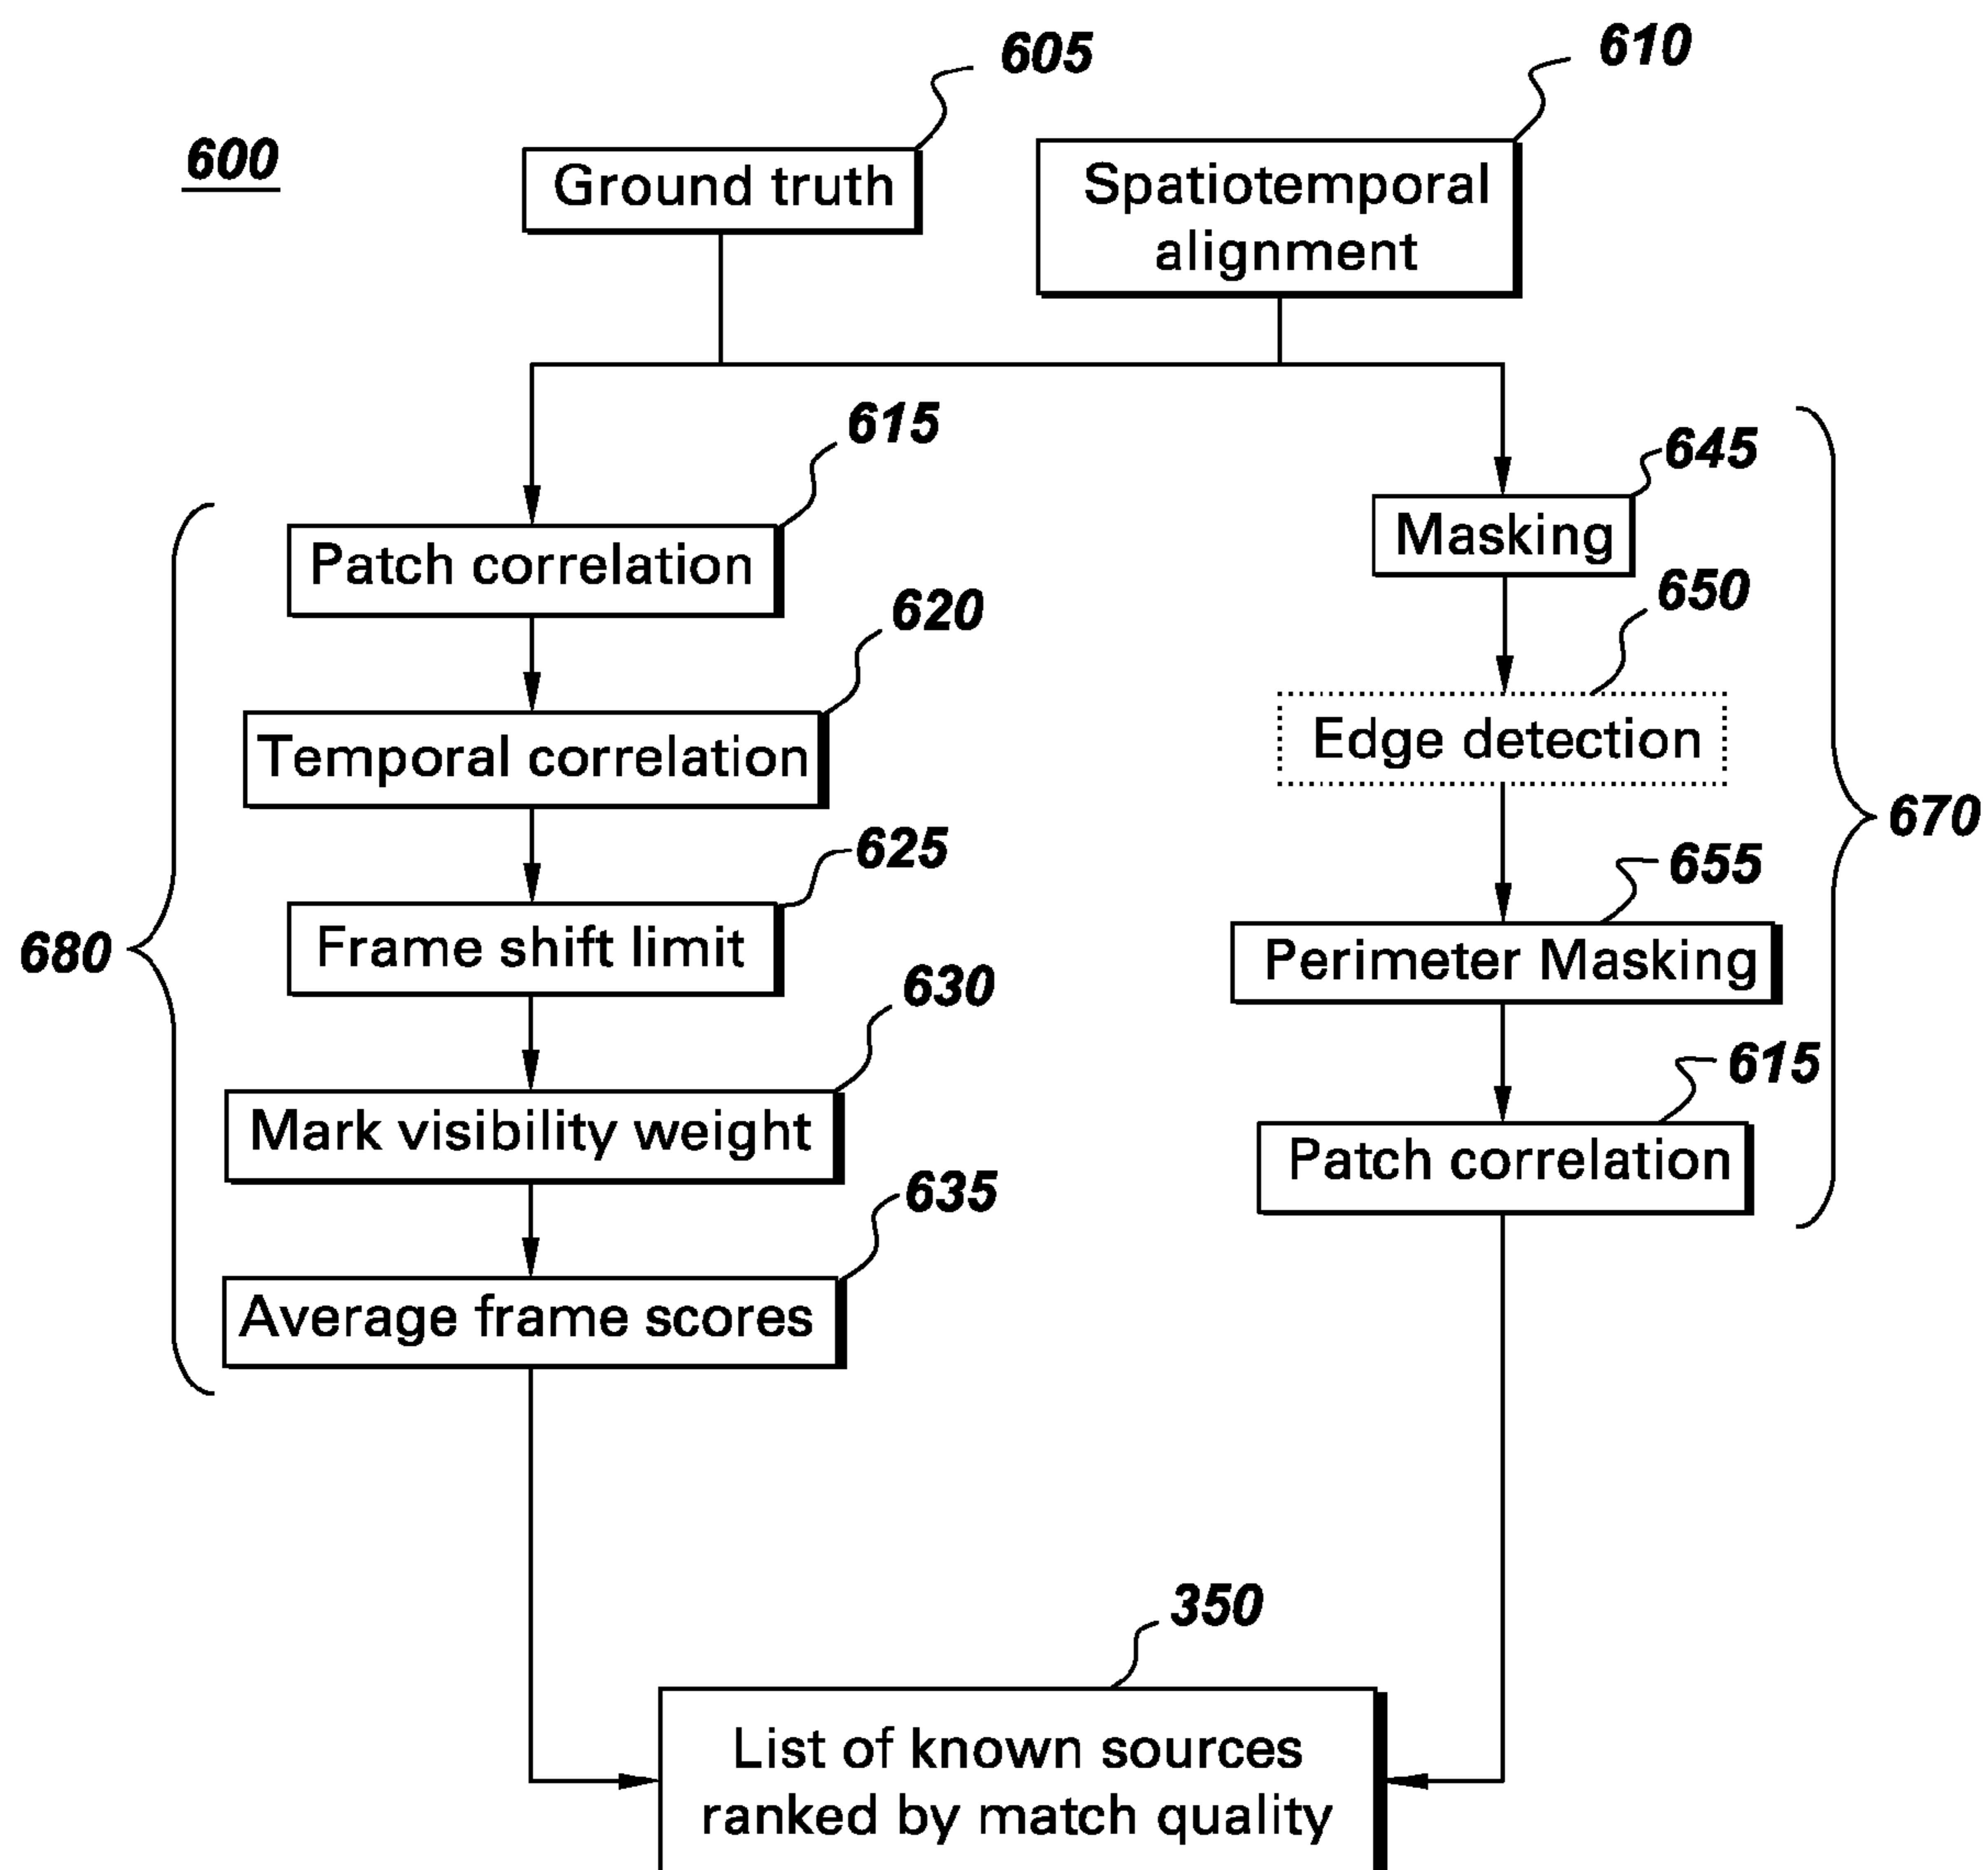 605
610
600
Ground truth
Spatiotemporal
alignment
615
645
Patch correlation
Masking
620
650
Temporal correlation
Edge detection
670
625
655
680
Frame shift limit
Perimeter Masking
630
615
Mark visibility weight
Patch correlation
635
Average frame scores
350
List of known sources
ranked by match quality